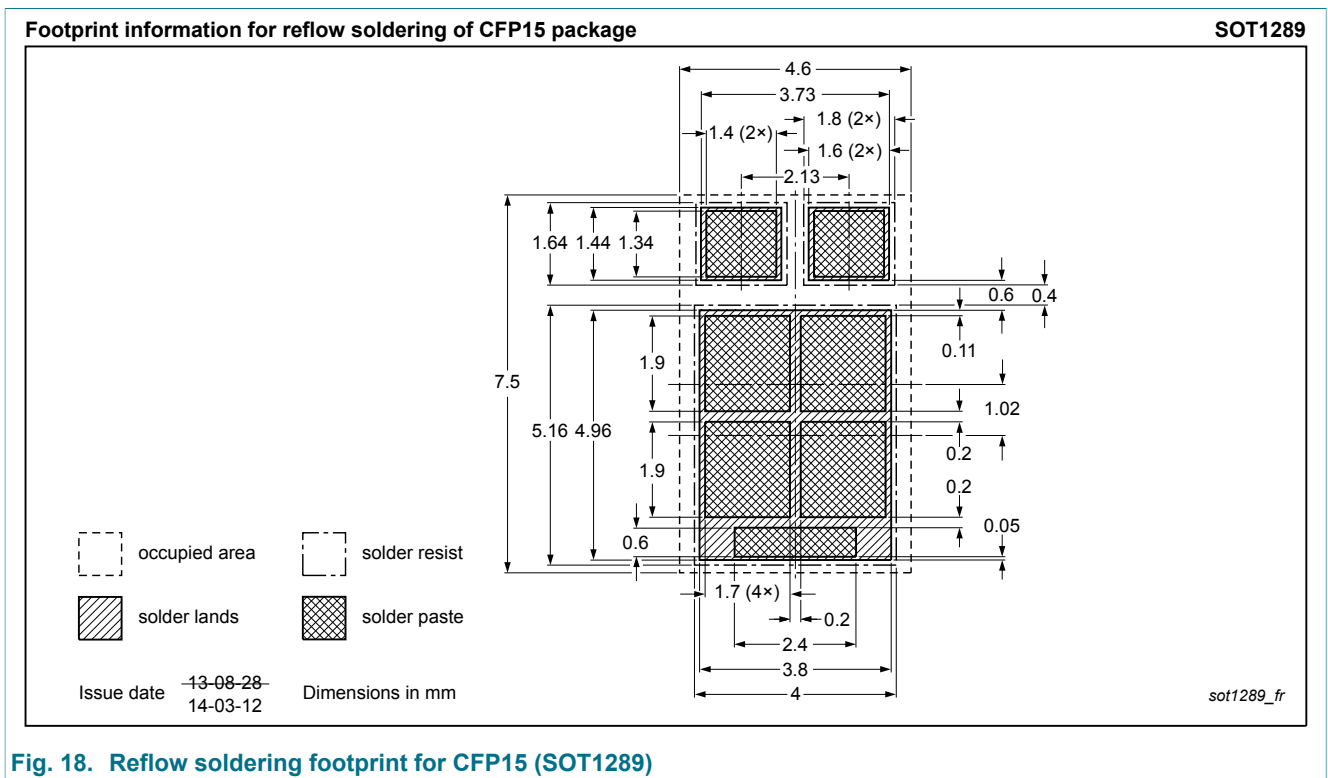 Footprint information for reflow soldering of CFP15 package SOT1289
4.6
3.73
1.8 (2×)
1.4 (2×)
1.6 (2×)
2.13
1.64 1.44 1.34
0.6 0.4
0.11
1.9
7.5
1.02
5.16 4.96
0.2
1.9
0.2
0.05
0.6
occupied area solder resist
1.7 (4×)
solder lands solder paste
0.2
2.4
3.8
4
Issue date 13-08-28
14-03-12
Dimensions in mm
sot1289_fr
Fig. 18. Reflow soldering footprint for CFP15 (SOT1289)